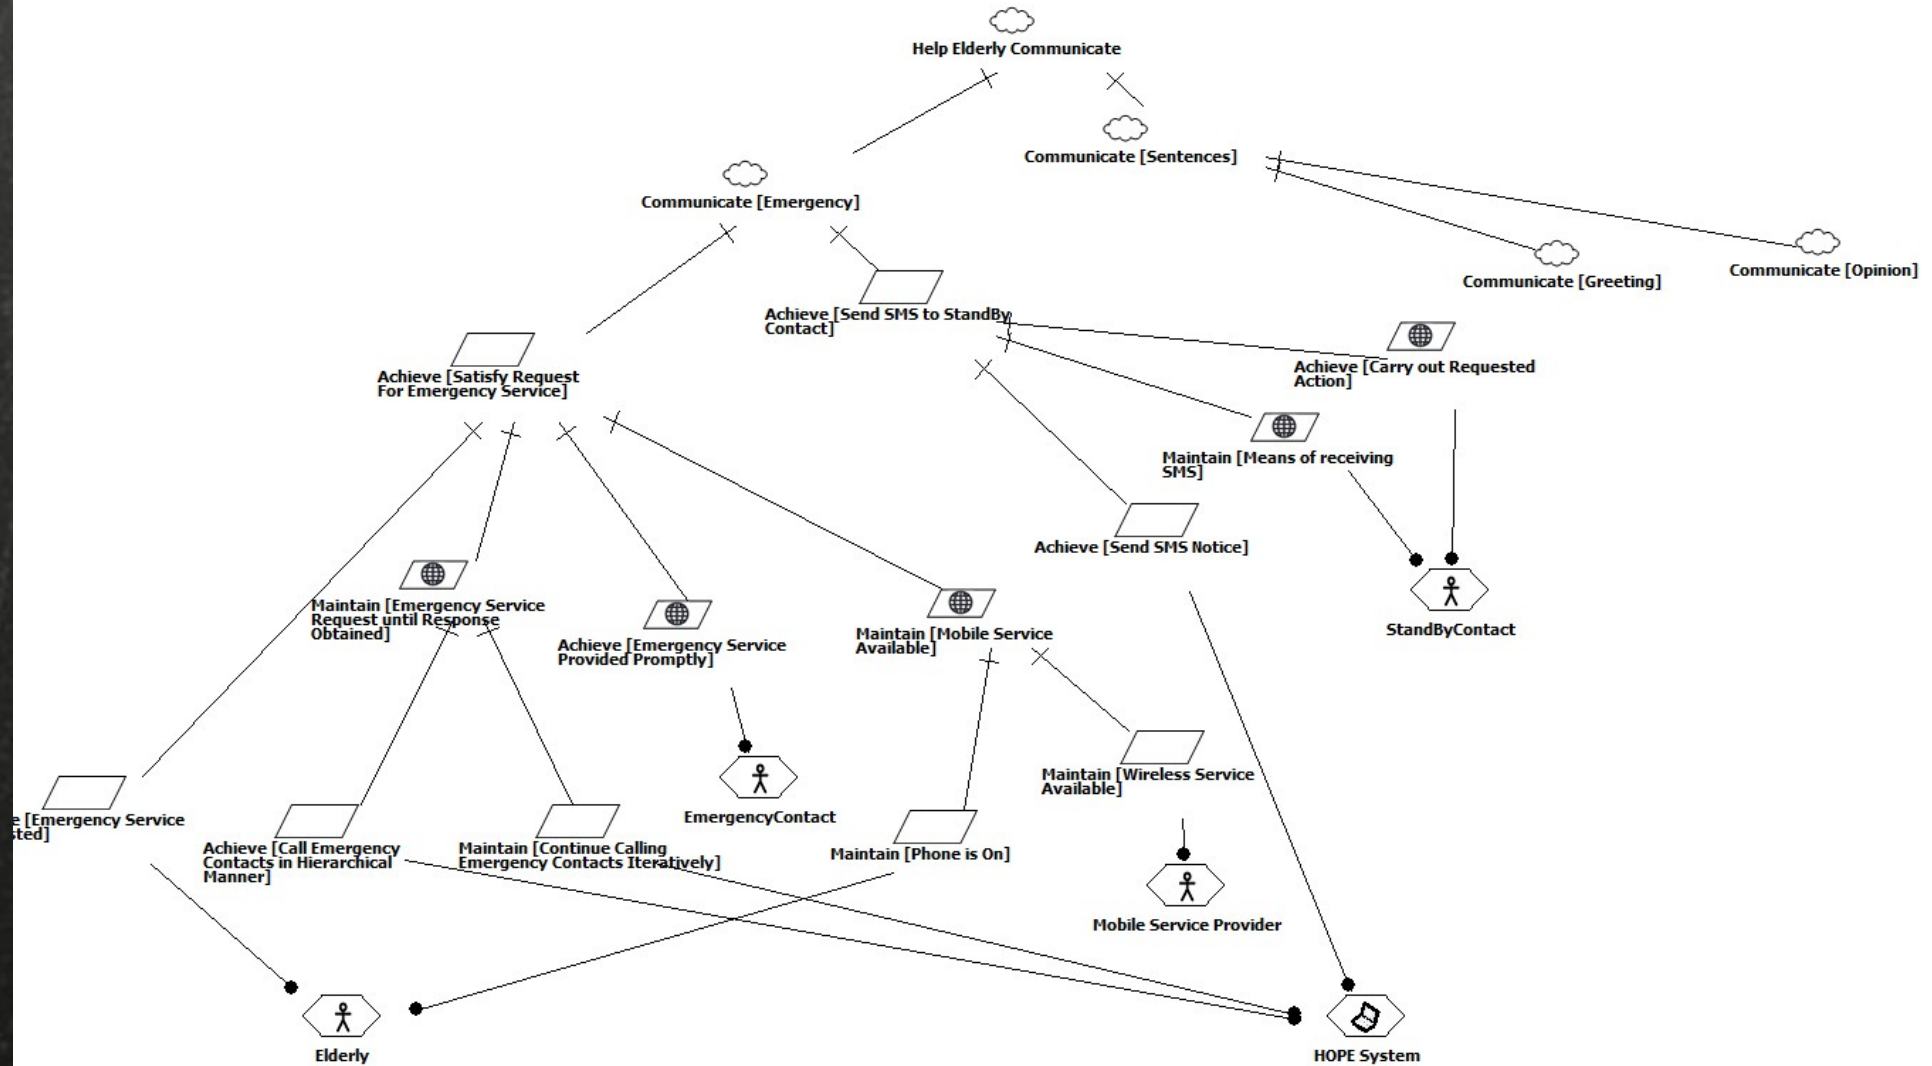 Help Elderly Communicate
Communicate [Sentences]
Communicate [Emergency]
Communicate [Greeting]
Communicate [Opinion]
Achieve [Send SMS to StandBy
Contact]
Achieve [Satisfy Request
For Emergency Service]
Achieve [Carry out Requested
Action]
Maintain [Means of receiving
SMS]
Achieve [Send SMS Notice]
StandByContact
Maintain [Emergency Service
Request until Response
Obtained]
Achieve [Emergency Service
Provided Promptly]
Maintain [Mobile Service
Available]
Maintain [Wireless Service
Available]
EmergencyContact
[Emergency Service
Achieve [Call Emergency
Contacts in Hierarchical
Manner]
Maintain [Continue Calling
Emergency Contacts Iteratively]
Maintain [Phone is On]
Mobile Service Provider
Elderly
HOPE System